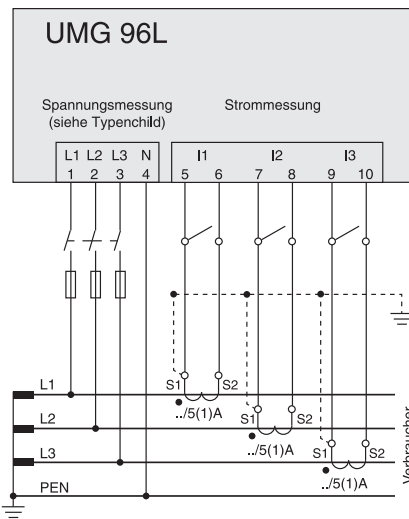 UMG 96L
Spannungsmessung Strommessung
(siehe Typenchild)
L1 L2 L3 N I1 I2 I3
1 2 3 4 5 6 7 8 9 10
L1 S1 S2
../5(1)A
L2 S1 S2
../5(1)A
L3 S1 S2
../5(1)A
PEN
Verbraucher